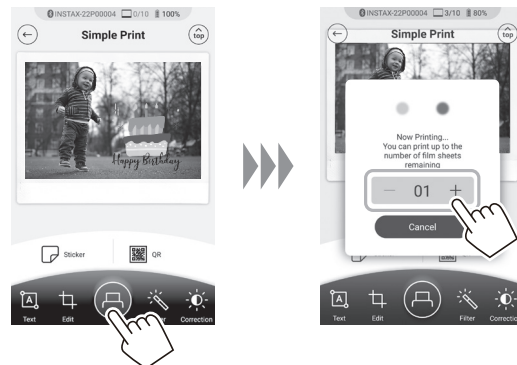 INSTAX-22P00004 0/10 100%
Simple Print
top
Happy Birthday
Sticker
QR
Text
Edit
Correction
INSTAX-22P00004 3/10 80%
Simple Print
top
Now Printing...
You can print up to the
number of film sheets
remaining
− 01 +
Cancel
Text
Edit
Filter
Correction